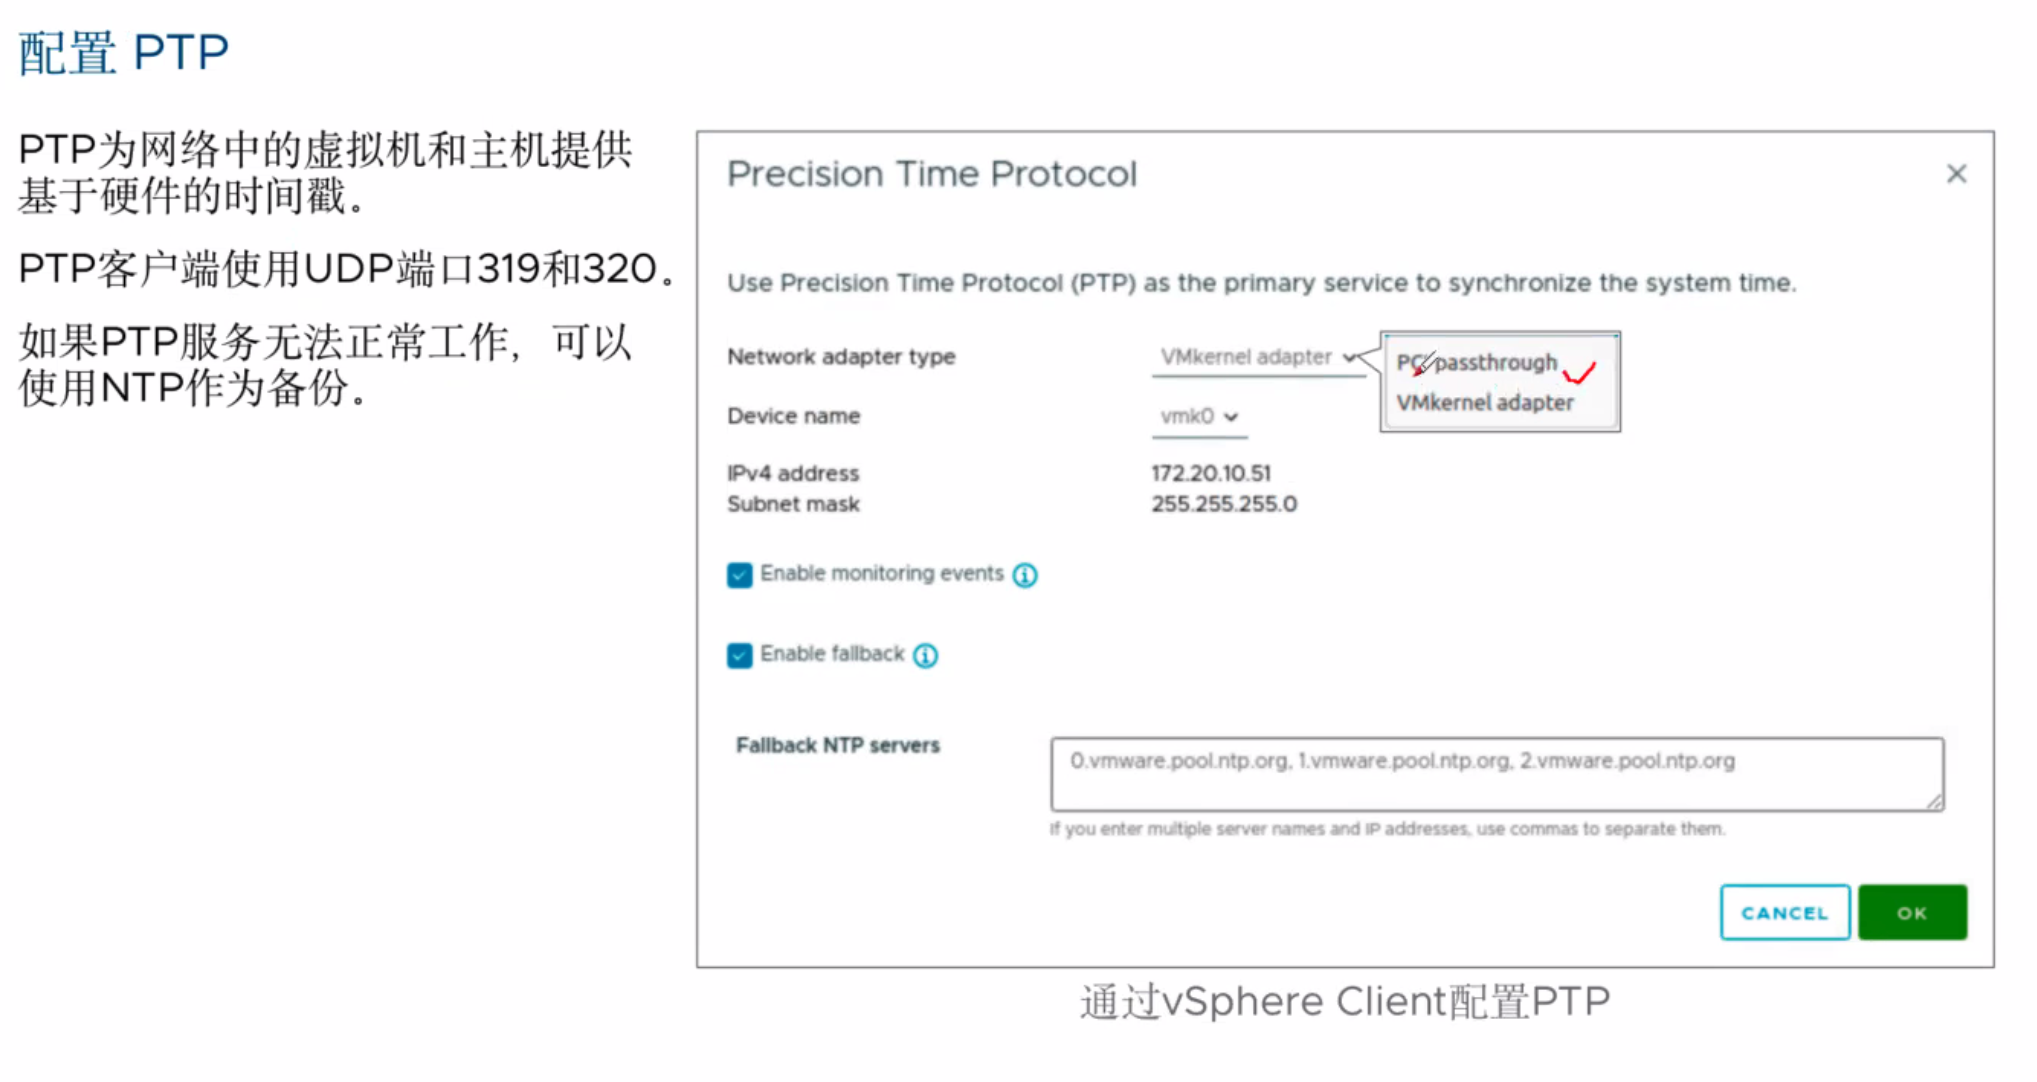 配置 PTP
PTP为网络中的虚拟机和主机提供
基于硬件的时间戳。
PTP客户端使用UDP端口319和320。
如果PTP服务无法正常工作，可以
使用NTP作为备份。
Precision Time Protocol
Use Precision Time Protocol (PTP) as the primary service to synchronize the system time.
Network adapter type VMkernel adapter
PCI passthrough
VMkernel adapter
Device name vmk0
IPv4 address 172.20.10.51
Subnet mask 255.255.255.0
Enable monitoring events
Enable fallback
Fallback NTP servers 0.vmware.pool.ntp.org, 1.vmware.pool.ntp.org, 2.vmware.pool.ntp.org
If you enter multiple server names and IP addresses, use commas to separate them.
CANCEL OK
通过vSphere Client配置PTP